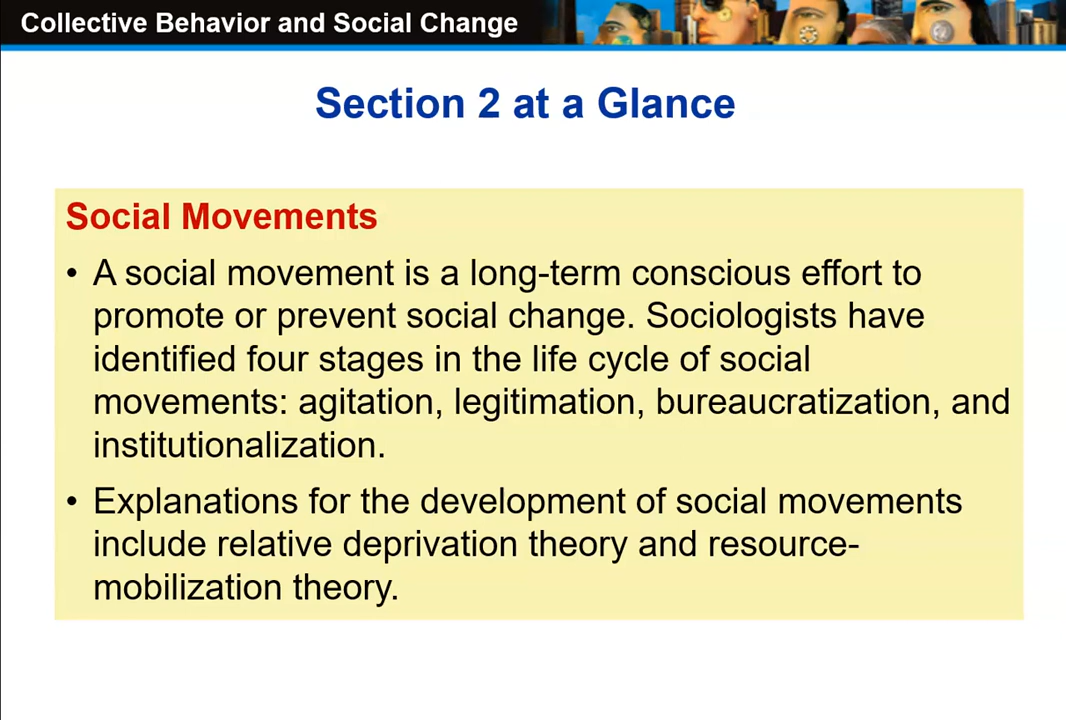 Collective Behavior and Social Change
Section 2 at a Glance
Social Movements
• A social movement is a long-term conscious effort to
promote or prevent social change. Sociologists have
identified four stages in the life cycle of social
movements: agitation, legitimation, bureaucratization, and
institutionalization.
• Explanations for the development of social movements
include relative deprivation theory and resource-
mobilization theory.